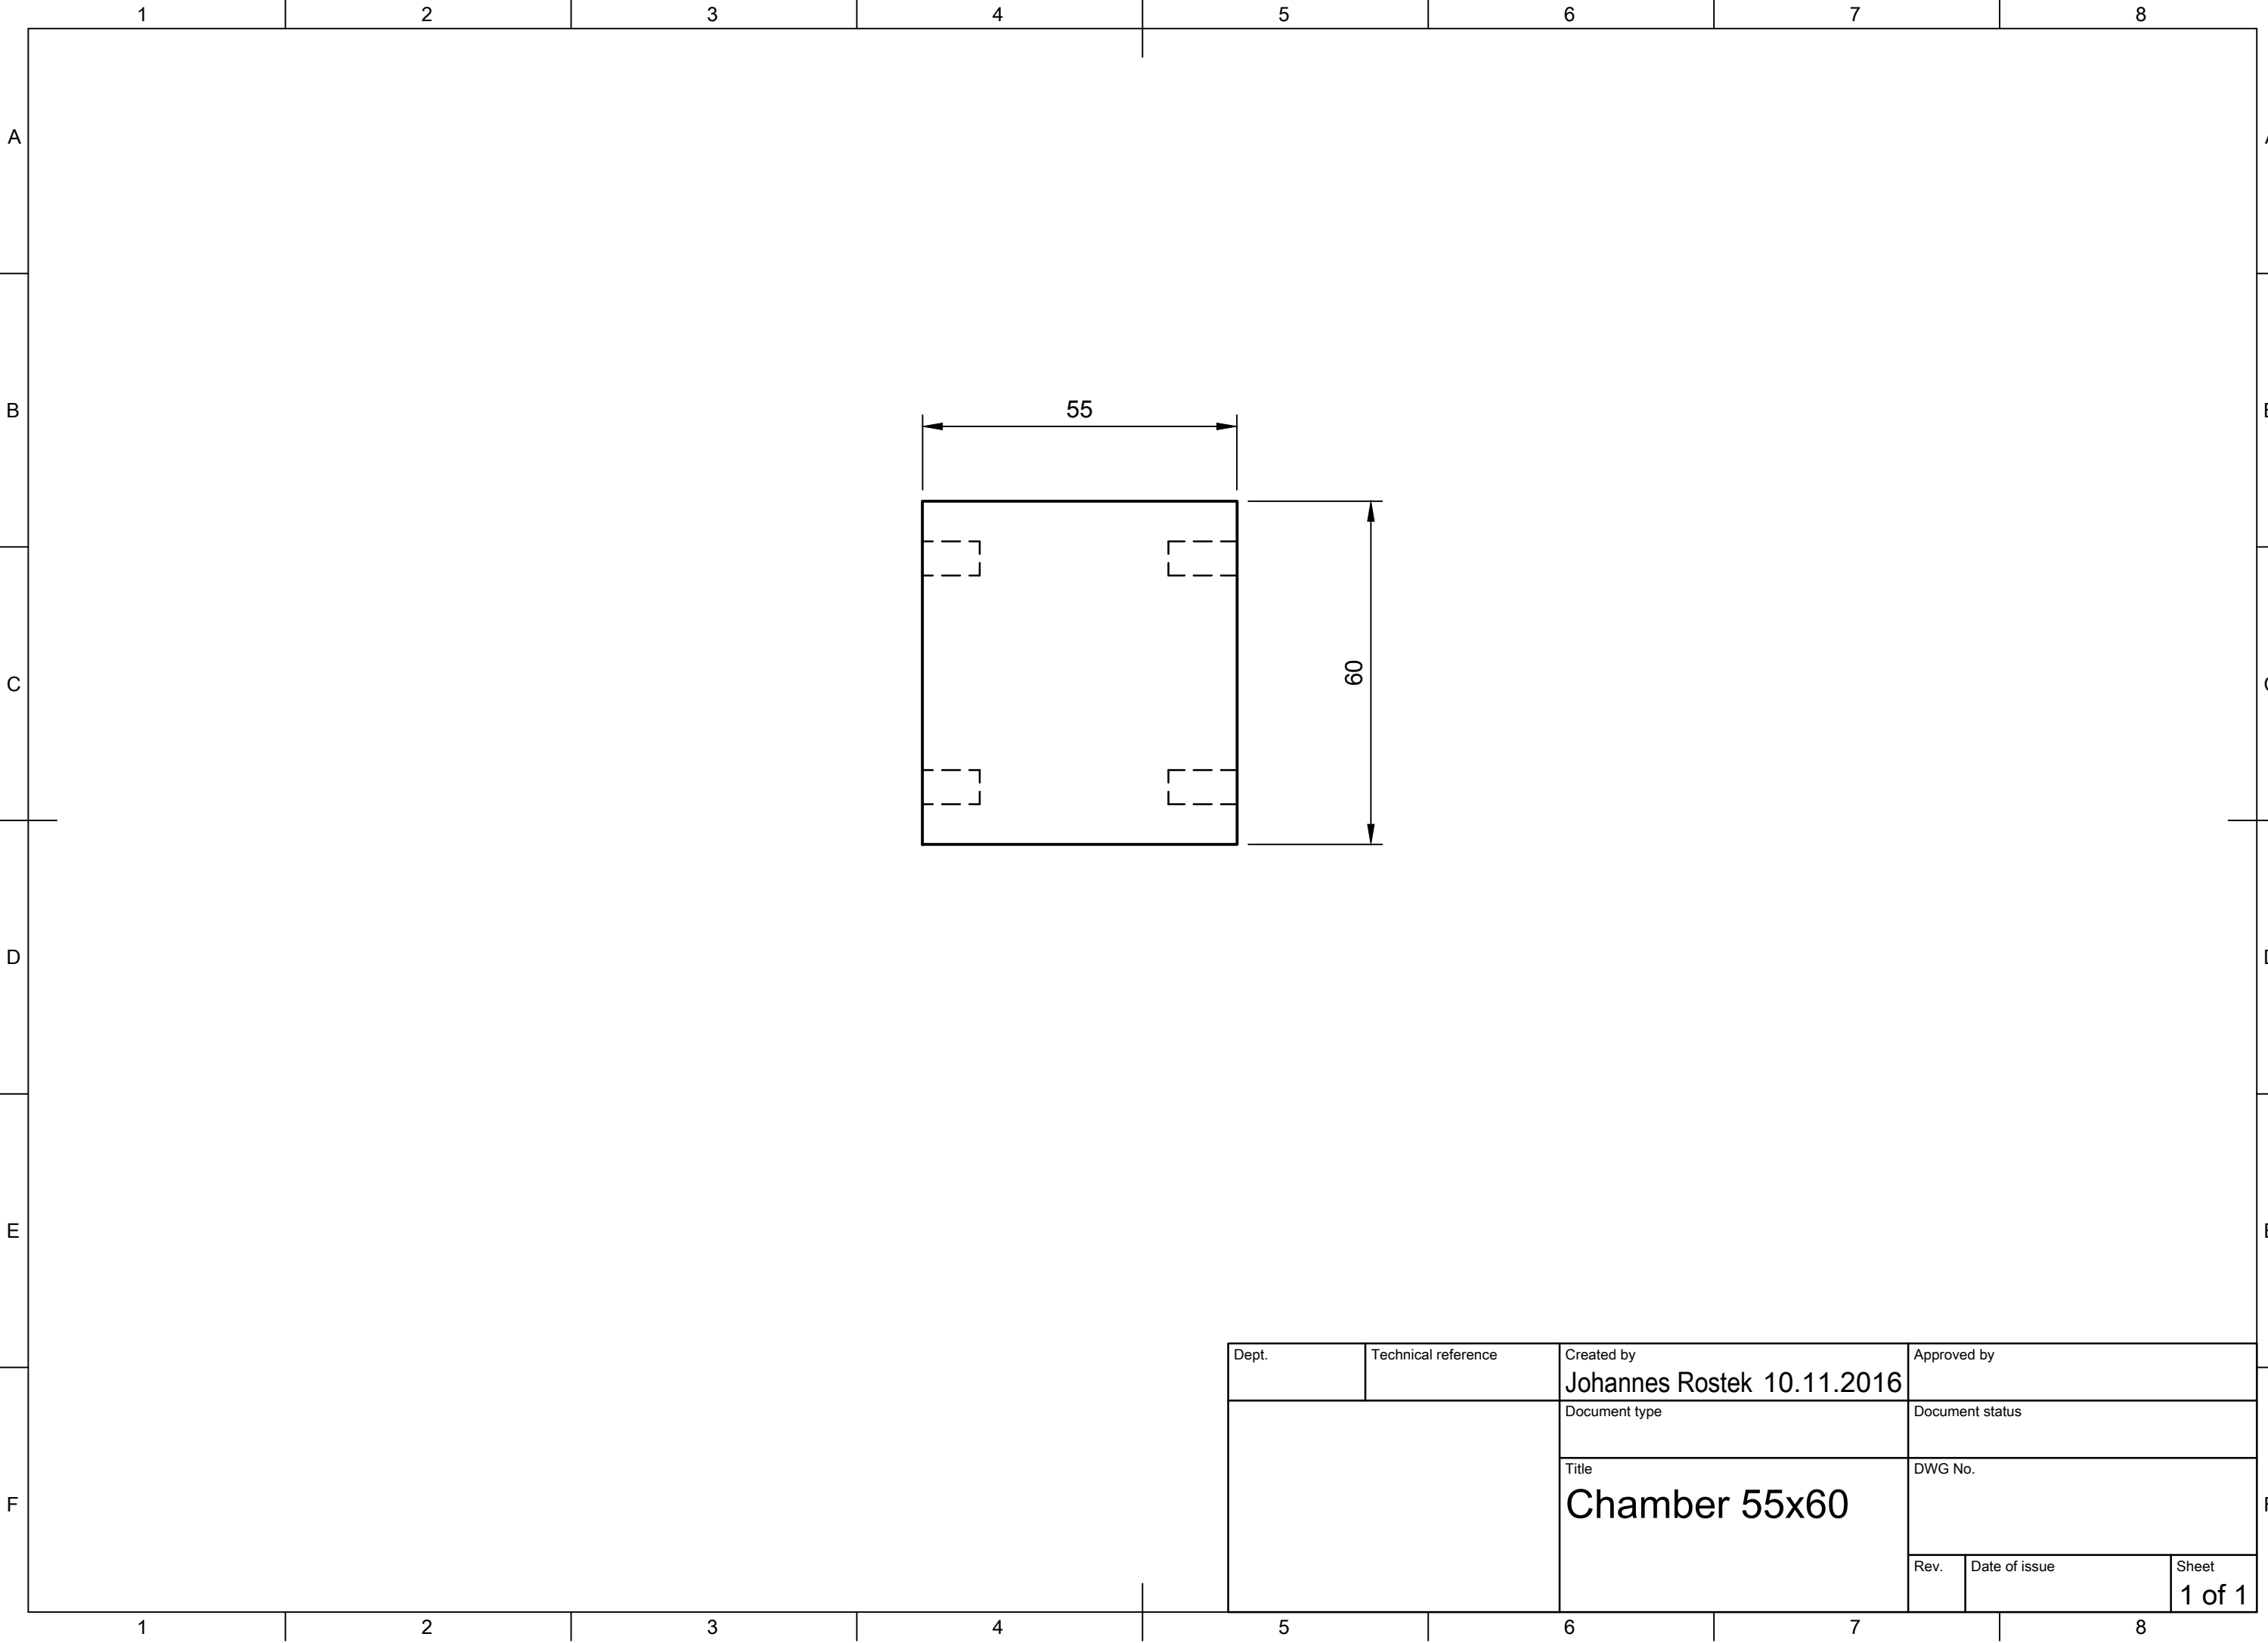 1 2 3 4 5 6 7 8
A
B
55
C
60
D
E
Dept. Technical reference Created by Approved by
Johannes Rostek 10.11.2016
Document type Document status
Title DWG No.
F
Chamber 55x60
Rev. Date of issue Sheet
1 of 1
1 2 3 4 5 6 7 8